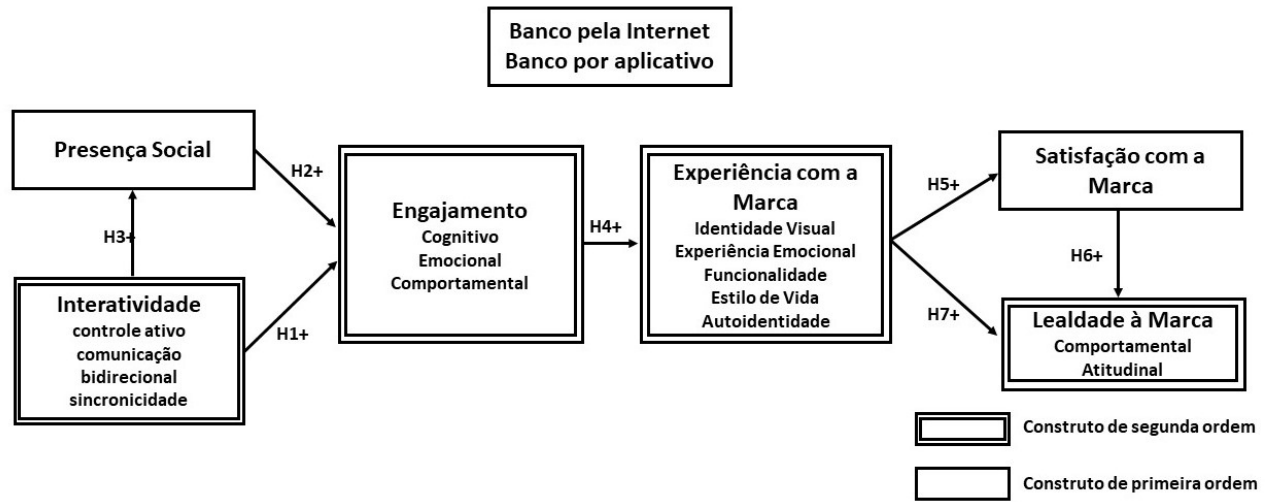 Banco pela Internet
Banco por aplicativo
Presença Social
H2+
H3+
Interatividade
controle ativo
comunicação
bidirecional
sincronicidade
H1+
Engajamento
Cognitivo
Emocional
Comportamental
H4+
Experiência com a
Marca
Identidade Visual
Experiência Emocional
Funcionalidade
Estilo de Vida
Autoidentidade
H5+
H7+
Satisfação com a
Marca
H6+
Lealdade à Marca
Comportamental
Atitudinal
Construto de segunda ordem
Construto de primeira ordem